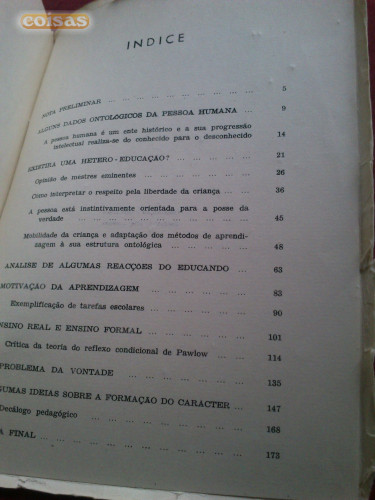 coisas
INDICE
NOTA PRELIMINAR ... 5
ALGUNS DADOS ONTOLÓGICOS DA PESSOA HUMANA ... 9
A pessoa humana é um ente histórico e a sua progressão
intelectual realiza-se do conhecido para o desconhecido 14
EXISTIRA UMA HETERO-EDUCAÇÃO? ... 21
Opinião de mestres eminentes ... 26
Como interpretar o respeito pela liberdade da criança ... 36
A pessoa está instintivamente orientada para a posse da
verdade ... 45
Mobilidade da criança e adaptação dos métodos de apren-
dizagem à sua estrutura ontológica ... 48
ANALISE DE ALGUMAS REACÇÕES DO EDUCANDO ... 63
MOTIVAÇÃO DA APRENDIZAGEM ... 83
Exemplificação de tarefas escolares ... 90
ENSINO REAL E ENSINO FORMAL ... 101
Crítica da teoria do reflexo condicional de Pawlow ... 114
PROBLEMA DA VONTADE ... 135
GUMAS IDEIAS SOBRE A FORMAÇÃO DO CARÁCTER ... 147
Decálogo pedagógico ... 168
A FINAL ... 173